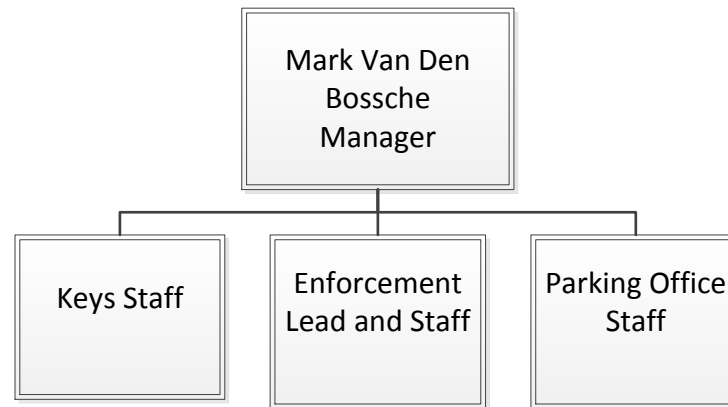 Mark Van Den
Bossche
Manager
Keys Staff
Enforcement
Lead and Staff
Parking Office
Staff